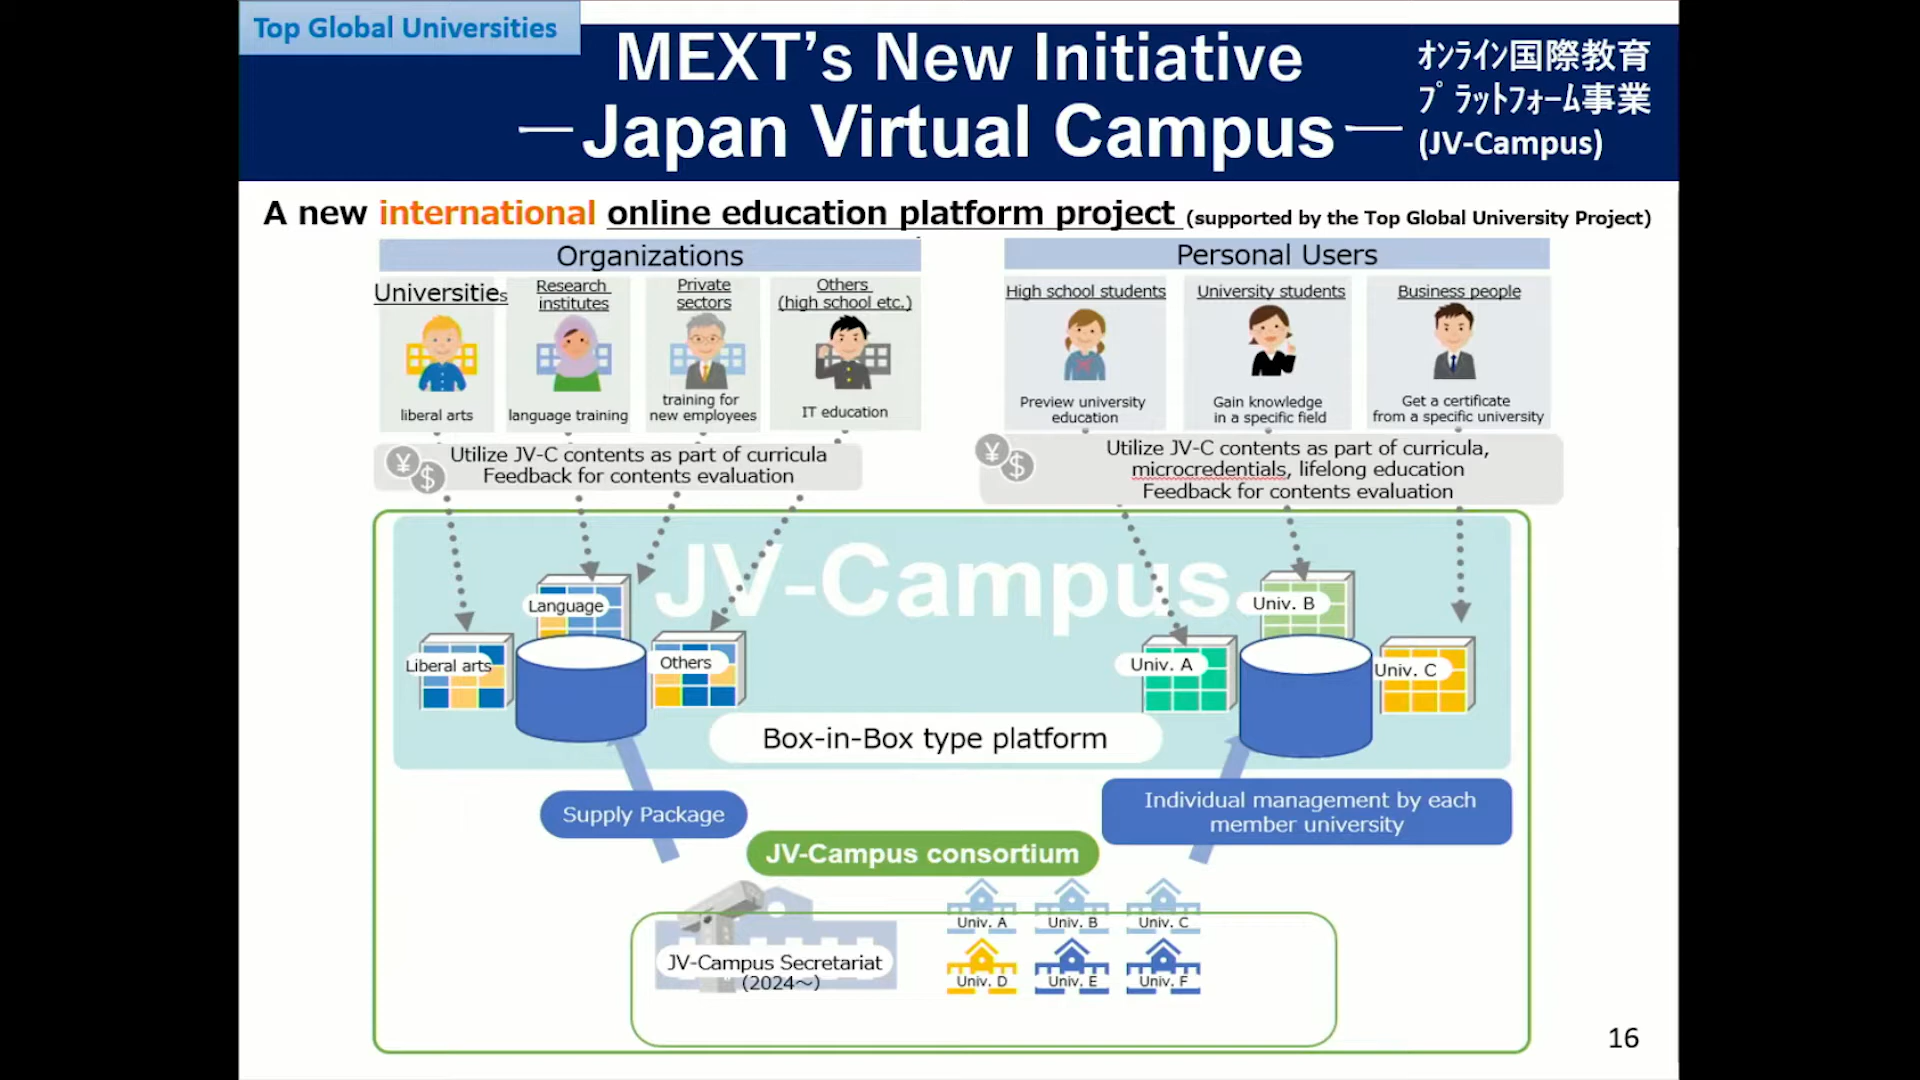 Top Global Universities
MEXT’s New Initiative
－Japan Virtual Campus－
ｵﾝﾗｲﾝ国際教育
ﾌﾟﾗｯﾄﾌｫｰﾑ事業
(JV-Campus)
A new international online education platform project (supported by the Top Global University Project)
Organizations
Universities
liberal arts
Research
institutes
language training
Private
sectors
training for
new employees
Others
(high school etc.)
IT education
¥
$
Utilize JV-C contents as part of curricula
Feedback for contents evaluation
Personal Users
High school students
Preview university
education
University students
Gain knowledge
in a specific field
Business people
Get a certificate
from a specific university
¥
$
Utilize JV-C contents as part of curricula,
microcredentials, lifelong education
Feedback for contents evaluation
JV-Campus
Language
Liberal arts
Others
Univ. B
Univ. A
Univ. C
Box-in-Box type platform
Supply Package
Individual management by each
member university
JV-Campus consortium
JV-Campus Secretariat
(2024～)
Univ. A
Univ. B
Univ. C
Univ. D
Univ. E
Univ. F
16